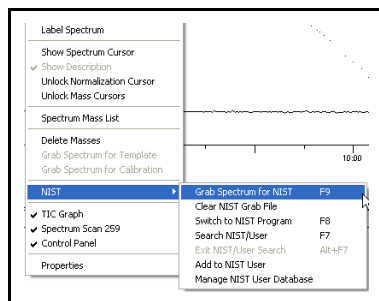 Label Spectrum
Show Spectrum Cursor
Show Description
Unlock Normalization Cursor
Unlock Mass Cursors
Spectrum Mass List
Delete Masses
Grab Spectrum for Template
Grab Spectrum for Calibration
NIST
TIC Graph
Spectrum Scan 259
Control Panel
Properties
10:00
Grab Spectrum for NIST F9
Clear NIST Grab File
Switch to NIST Program F8
Search NIST/User F7
Exit NIST/User Search Alt+F7
Add to NIST User
Manage NIST User Database